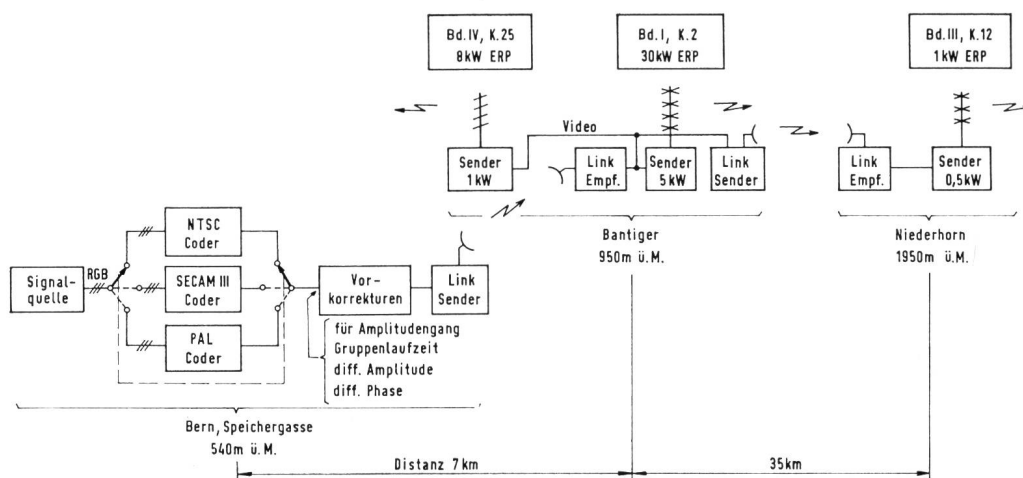 Bd.IV, K.25
8kW ERP
Bd.I, K.2
30kW ERP
Bd.III, K.12
1kW ERP
Video
Sender
1kW
Link
Empf.
Sender
5kW
Link
Sender
Link
Empf.
Sender
0,5kW
Bantiger
950m ü.M.
Niederhorn
1950m ü.M.
NTSC
Coder
Signal-
quelle
RGB
SECAM III
Coder
Vor-
korrekturen
Link
Sender
PAL
Coder
für Amplitudengang
Gruppenlaufzeit
diff. Amplitude
diff. Phase
Bern, Speichergasse
540m ü.M.
Distanz 7km
35km